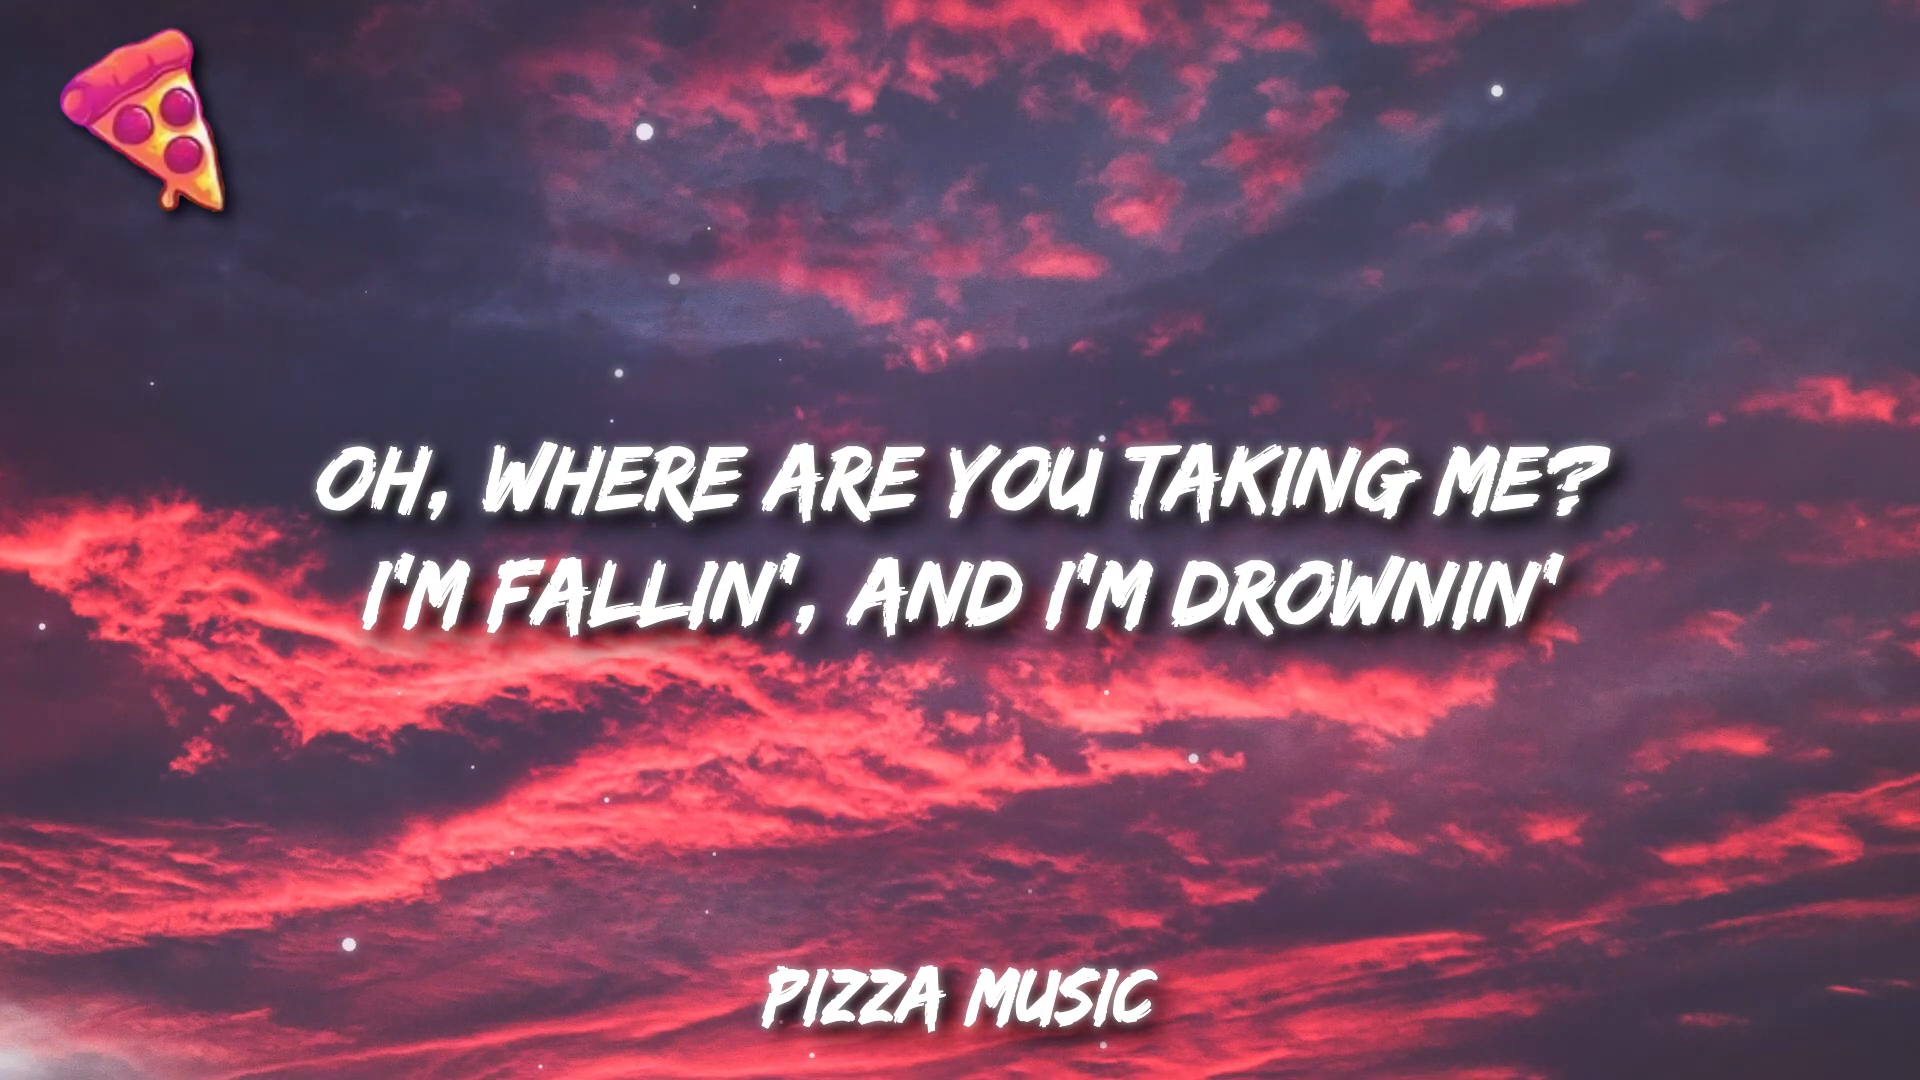 OH, WHERE ARE YOU TAKING ME?
I'M FALLIN', AND I'M DROWNIN'
PIZZA MUSIC